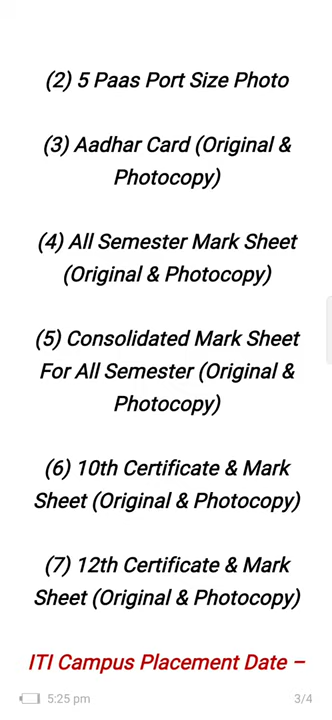 (2) 5 Paas Port Size Photo
(3) Aadhar Card (Original &
Photocopy)
(4) All Semester Mark Sheet
(Original & Photocopy)
(5) Consolidated Mark Sheet
For All Semester (Original &
Photocopy)
(6) 10th Certificate & Mark
Sheet (Original & Photocopy)
(7) 12th Certificate & Mark
Sheet (Original & Photocopy)
ITI Campus Placement Date –
5:25 pm 3/4